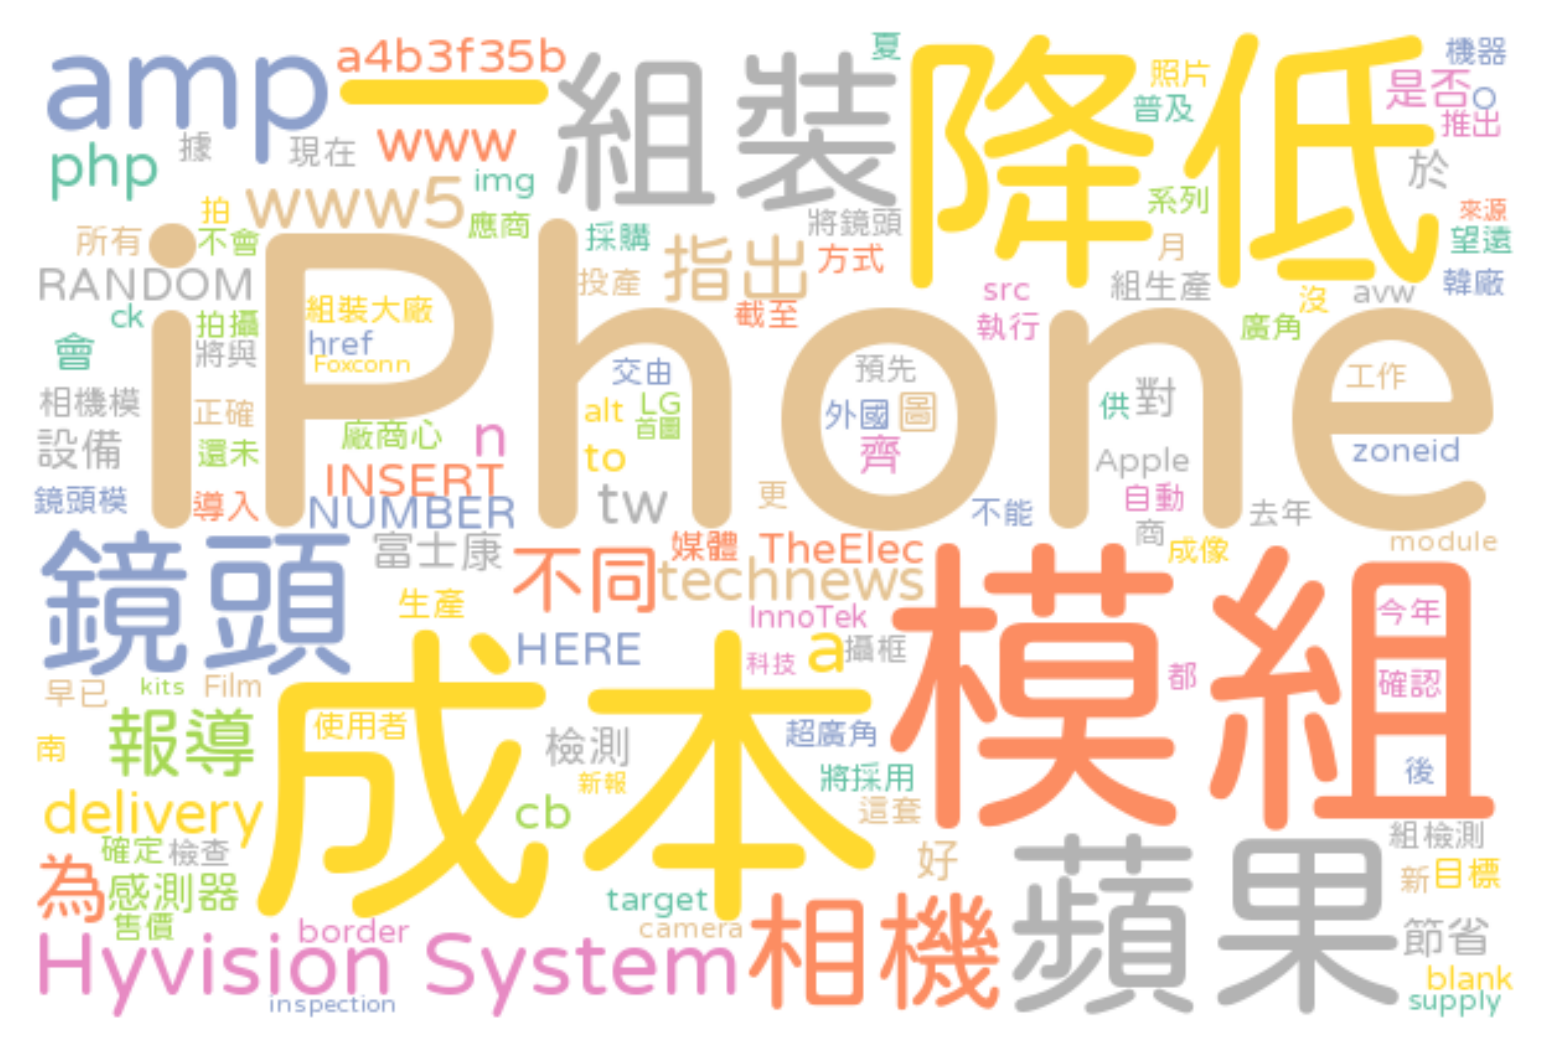 amp
a4b3f35b
一
組裝
夏
降低
照片
普及
機器
是否
O
推出
php
據
現在
www
img
www5
拍
應商
所有
不會
採購
指出
將鏡頭
方式
系列
月
於
來源
望遠
RANDOM
ck
拍攝
組裝大廠
投產
截至
src
執行
組生產
沒
avw
韓廠
廣角
iPhone
會
將與
href
Foxconn
交由
預先
工作
相機模
正確
alt
LG
首圖
外國
圖
供
對
設備
還未
廠商心
n
to
齊
Apple
zoneid
鏡頭模
導入
INSERT
NUMBER
tw
更
不能
自動
去年
商
成像
module
鏡頭
富士康
不同
媒體
TheElec
technews
模組
今年
生產
InnoTek
HERE
科技
a
攝框
都
確認
早已
kits
Film
成本
使用者
檢測
超廣角
南
報導
新報
將採用
後
delivery
cb
這套
組檢測
確定
檢查
為
感測器
售價
好
蘋果
新
目標
target
camera
相機
節省
border
Hyvision System
inspection
blank
supply